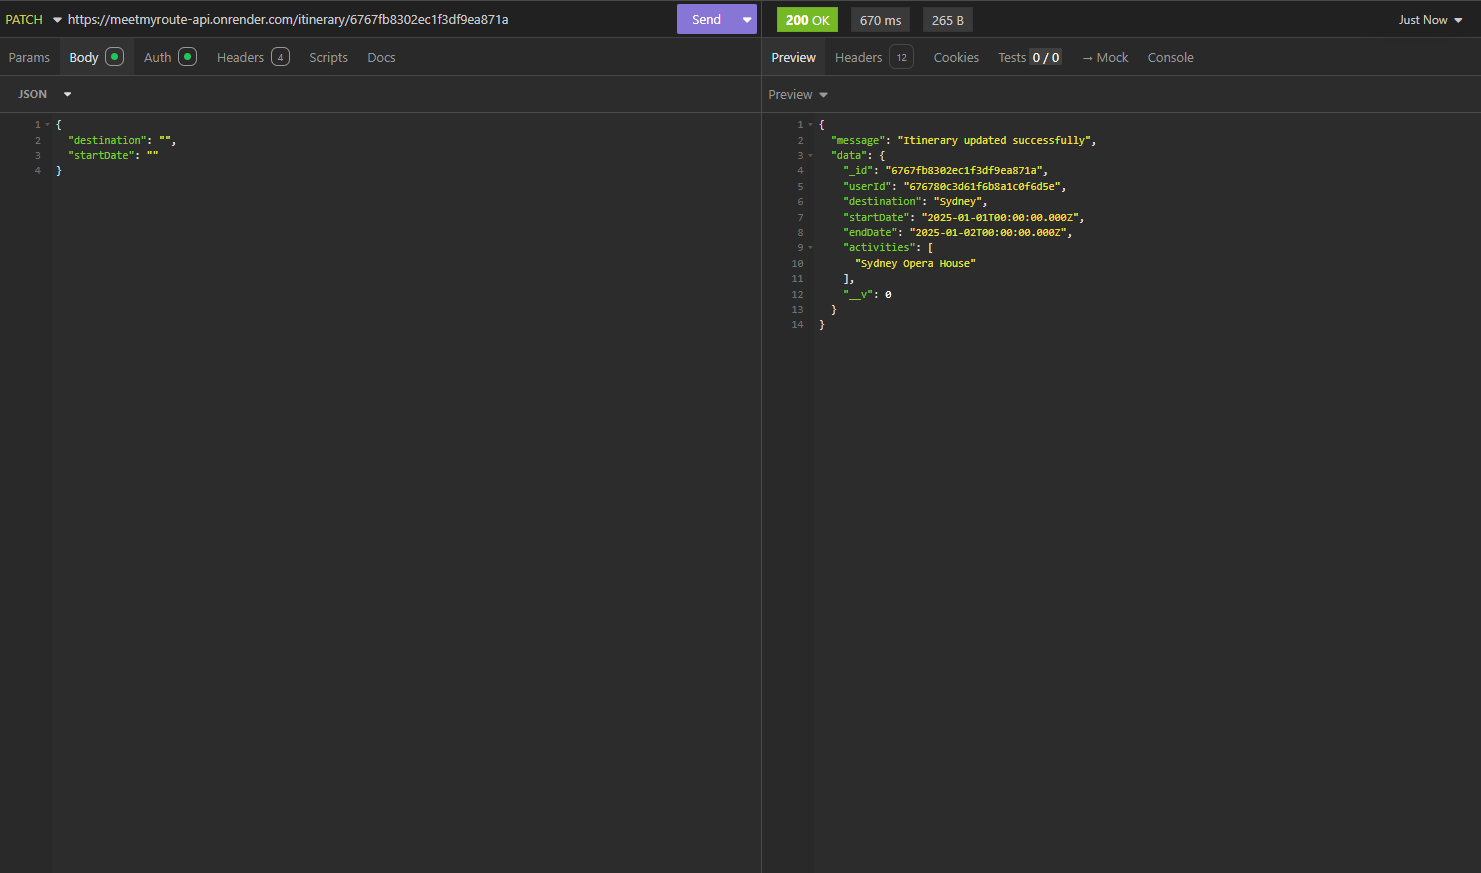 PATCH https://meetmyroute-api.onrender.com/itinerary/6767fb8302ec1f3df9ea871a Send
200 OK 670 ms 265 B Just Now
Params Body Auth Headers 4 Scripts Docs
Preview Headers 12 Cookies Tests 0 / 0 → Mock Console
JSON
Preview
1 {
2 "destination": "",
3 "startDate": ""
4 }
1 {
2 "message": "Itinerary updated successfully",
3 "data": {
4 "_id": "6767fb8302ec1f3df9ea871a",
5 "userId": "676780c3d61f6b8a1c0f6d5e",
6 "destination": "Sydney",
7 "startDate": "2025-01-01T00:00:00.000Z",
8 "endDate": "2025-01-02T00:00:00.000Z",
9 "activities": [
10 "Sydney Opera House"
11 ],
12 "__v": 0
13 }
14 }